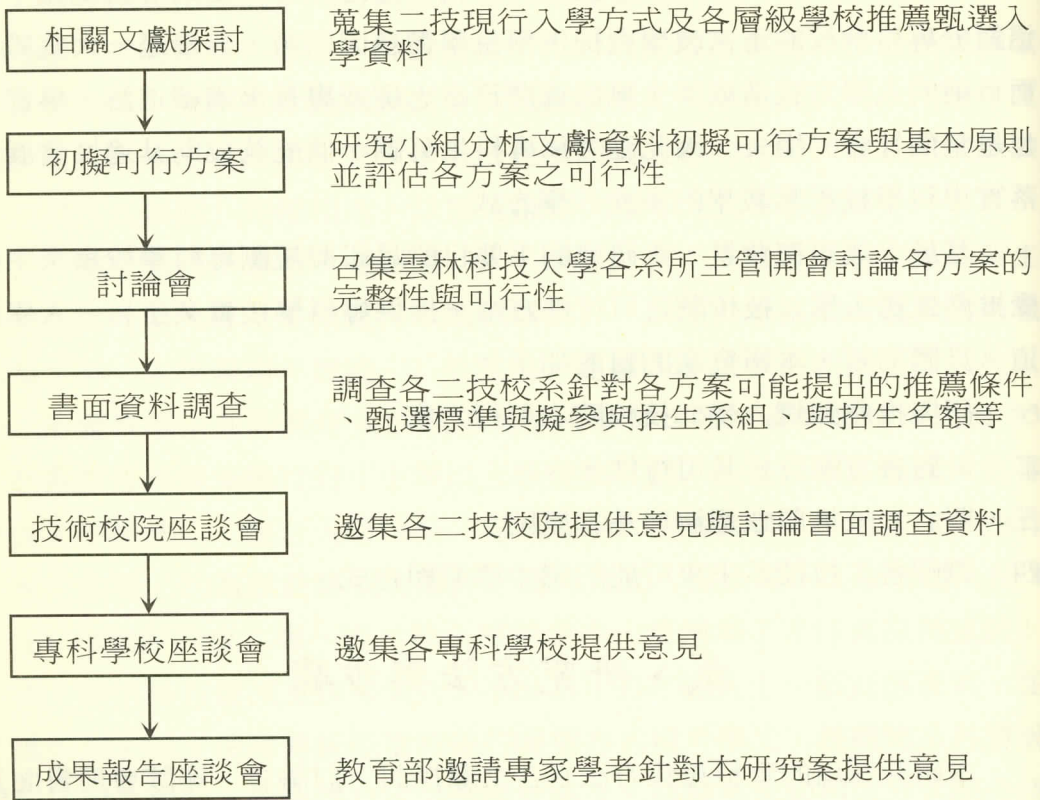 相關文獻探討
蒐集二技現行入學方式及各層級學校推薦甄選入
學資料
初擬可行方案
研究小組分析文獻資料初擬可行方案與基本原則
並評估各方案之可行性
討論會
召集雲林科技大學各系所主管開會討論各方案的
完整性與可行性
書面資料調查
調查各二技校系針對各方案可能提出的推薦條件
、甄選標準與擬參與招生系組、與招生名額等
技術校院座談會
邀集各二技校院提供意見與討論書面調查資料
專科學校座談會
邀集各專科學校提供意見
成果報告座談會
教育部邀請專家學者針對本研究案提供意見